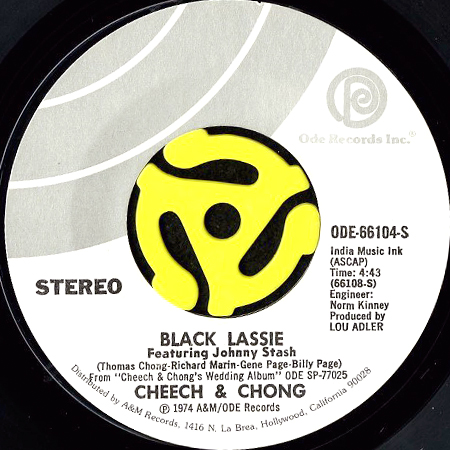 Ode Records Inc.®
ODE-66104-S
India Music Ink
(ASCAP)
Time: 4:43
(66108-S)
Engineer:
Norm Kinney
Produced by
LOU ADLER
STEREO
BLACK LASSIE
Featuring Johnny Stash
(Thomas Chong-Richard Marin-Gene Page-Billy Page)
From "Cheech & Chong's Wedding Album" ODE SP-77025
CHEECH & CHONG
℗ 1974 A&M/ODE Records
Distributed by A&M Records, 1416 N. La Brea, Hollywood, California 90028